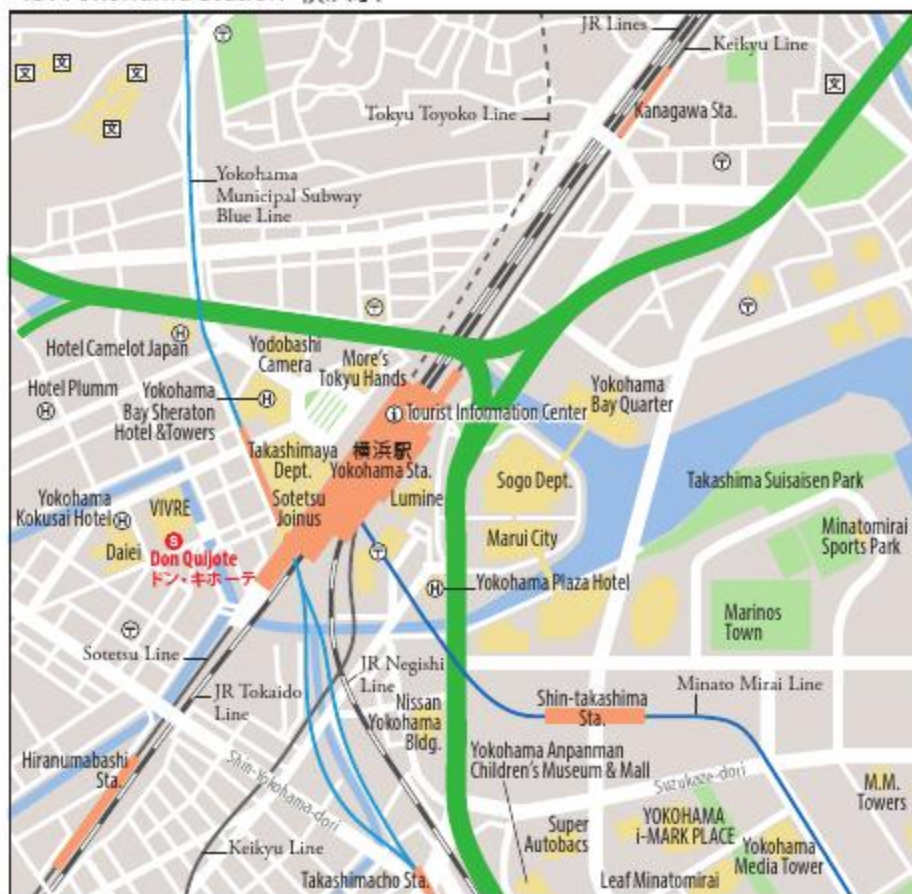 JR Lines
Keikyu Line
Tokyu Toyoko Line
Kanagawa Sta.
文
文
文
文
文
Yokohama
Municipal Subway
Blue Line
Hotel Camelot Japan
Yodobashi
Camera
More's
Tokyu Hands
Hotel Plumm
Yokohama
Bay Sheraton
Hotel &Towers
Tourist Information Center
Yokohama
Bay Quarter
Takashimaya
Dept.
横浜駅
Yokohama Sta.
Sotetsu
Joinus
Lumine
Sogo Dept.
Takashima Suisaisen Park
Yokohama
Kokusai Hotel
VIVRE
Daiei
S
Don Quijote
ドン・キホーテ
Marui City
Minatomirai
Sports Park
Yokohama Plaza Hotel
Marinos
Town
Sotetsu Line
JR Tokaido
Line
JR Negishi
Line
Nissan
Yokohama
Bldg.
Shin-takashima
Sta.
Minato Mirai Line
Hiranumabashi
Sta.
Shin-Yokohama-dori
Yokohama Anpanman
Children's Museum & Mall
Suzukaze-dori
M.M.
Towers
Keikyu Line
Super
Autobacs
YOKOHAMA
i-MARK PLACE
Yokohama
Media Tower
Takashimacho Sta.
Leaf Minatomirai